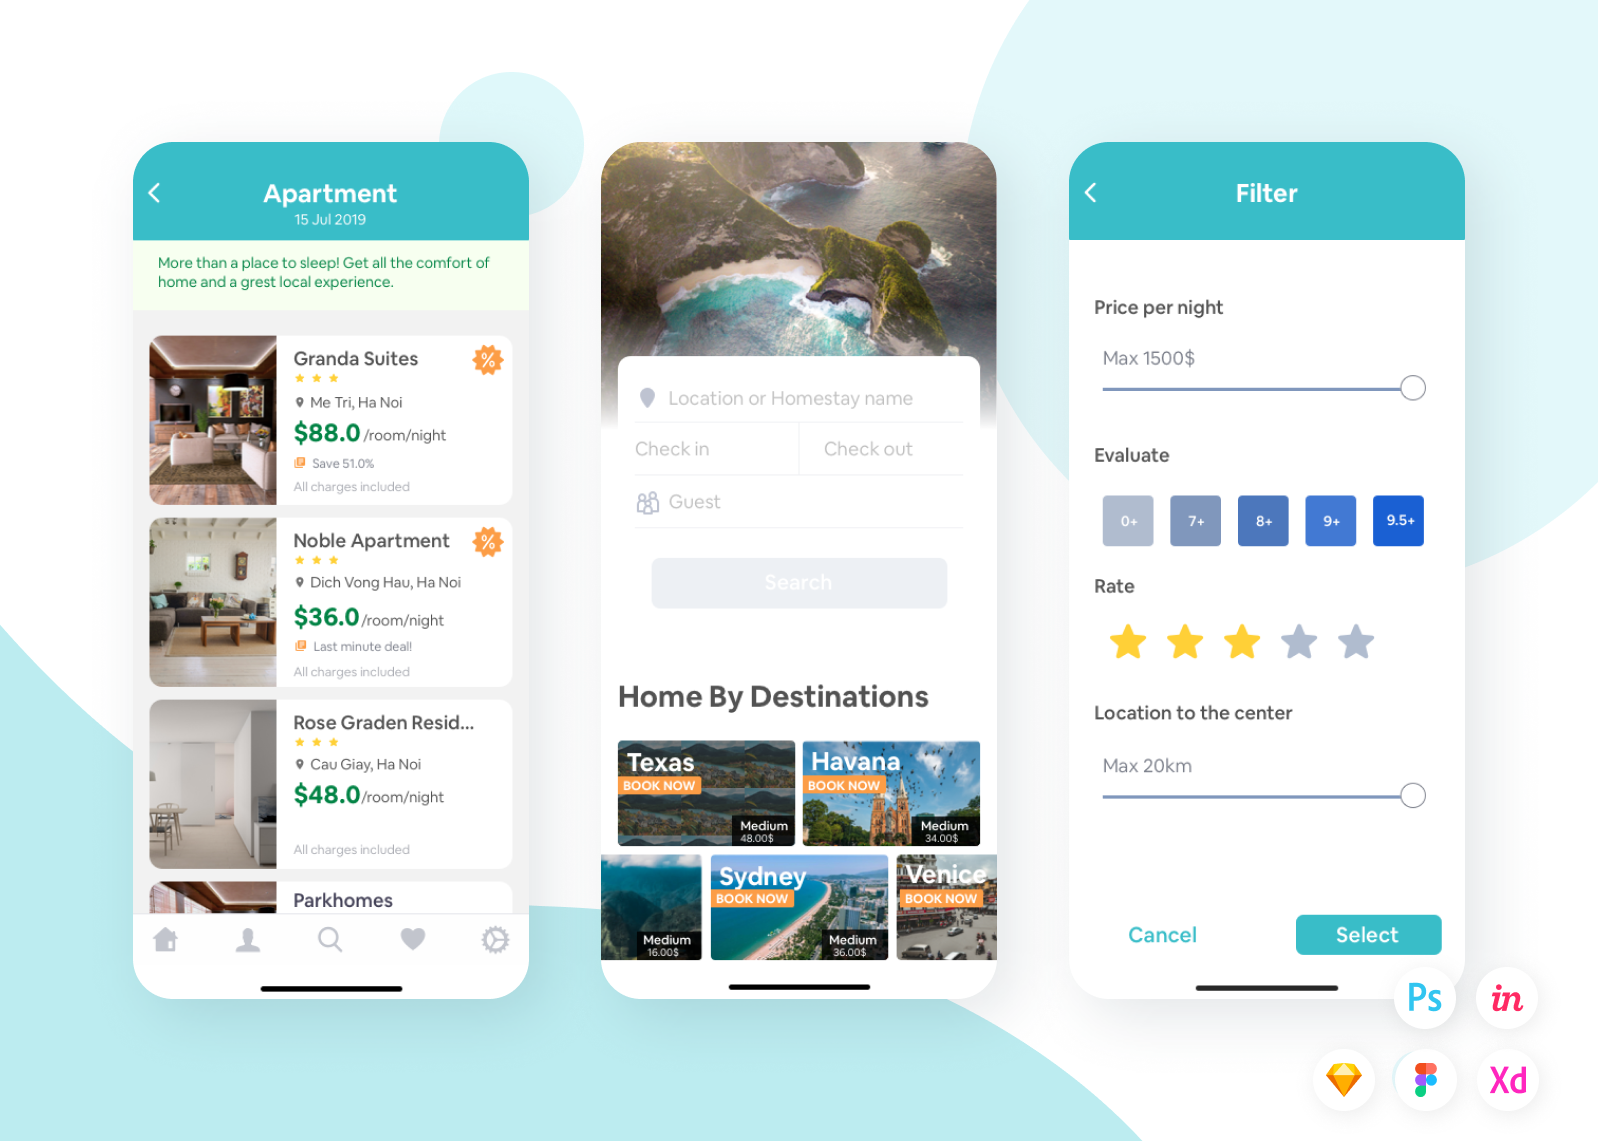 Apartment
15 Jul 2019
More than a place to sleep! Get all the comfort of
home and a grest local experience.
Granda Suites
%
Me Tri, Ha Noi
$88.0 /room/night
Save 51.0%
All charges included
Noble Apartment
%
Dich Vong Hau, Ha Noi
$36.0 /room/night
Last minute deal!
All charges included
Rose Graden Resid...
Cau Giay, Ha Noi
$48.0 /room/night
All charges included
Parkhomes
Location or Homestay name
Check in
Check out
Guest
Search
Home By Destinations
Texas
BOOK NOW
Medium
48.00$
Havana
BOOK NOW
Medium
34.00$
Medium
16.00$
Sydney
BOOK NOW
Medium
36.00$
Venice
BOOK NOW
Filter
Price per night
Max 1500$
Evaluate
0+ 7+ 8+ 9+ 9.5+
Rate
Location to the center
Max 20km
Cancel
Select
Ps
in
Xd